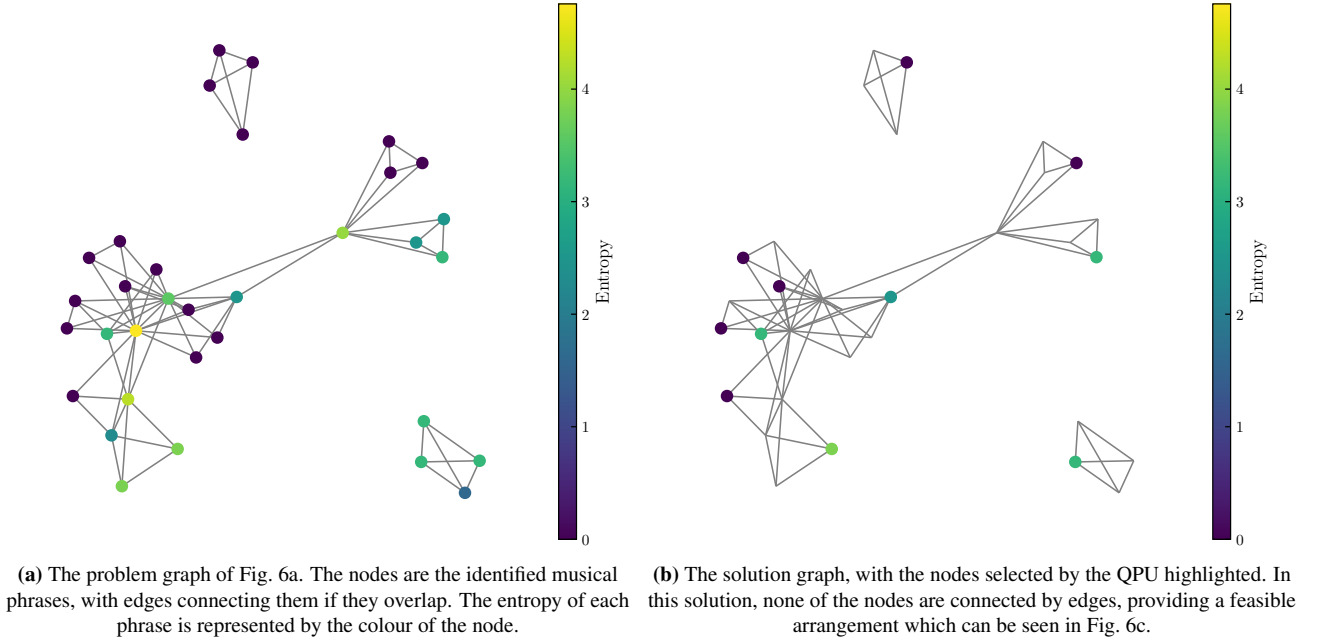 4
3
2
1
0
Entropy
4
3
2
1
0
Entropy
(a) The problem graph of Fig. 6a. The nodes are the identified musical
phrases, with edges connecting them if they overlap. The entropy of each
phrase is represented by the colour of the node.
(b) The solution graph, with the nodes selected by the QPU highlighted. In
this solution, none of the nodes are connected by edges, providing a feasible
arrangement which can be seen in Fig. 6c.